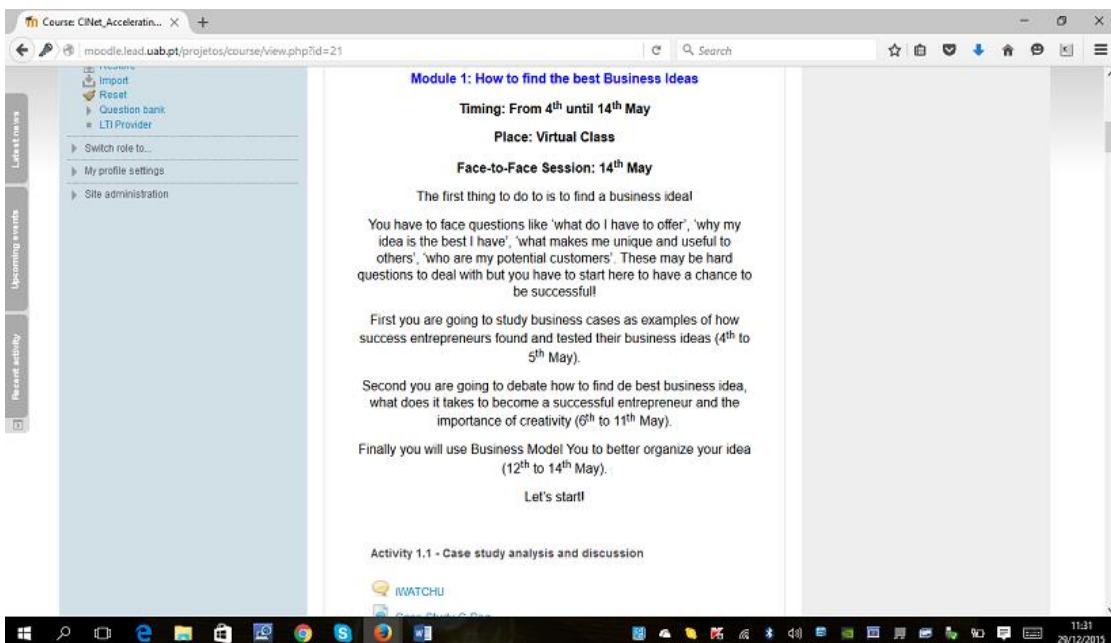 Course: CINet_Acceleratin...
moodle.lead.uab.pt/projetos/course/view.php?id=21
Search
Restore
Import
Reset
Question bank
LTI Provider
Switch role to...
My profile settings
Site administration
Latest news
Upcoming events
Recent activity
Module 1: How to find the best Business Ideas
Timing: From 4th until 14th May
Place: Virtual Class
Face-to-Face Session: 14th May
The first thing to do to is to find a business idea!
You have to face questions like ‘what do I have to offer’, ‘why my
idea is the best I have’, ‘what makes me unique and useful to
others’, ‘who are my potential customers’. These may be hard
questions to deal with but you have to start here to have a chance to
be successful!
First you are going to study business cases as examples of how
success entrepreneurs found and tested their business ideas (4th to
5th May).
Second you are going to debate how to find de best business idea,
what does it takes to become a successful entrepreneur and the
importance of creativity (6th to 11th May).
Finally you will use Business Model You to better organize your idea
(12th to 14th May).
Let's start!
Activity 1.1 - Case study analysis and discussion
IWATCHU
Case Study
11:31
29/12/2015